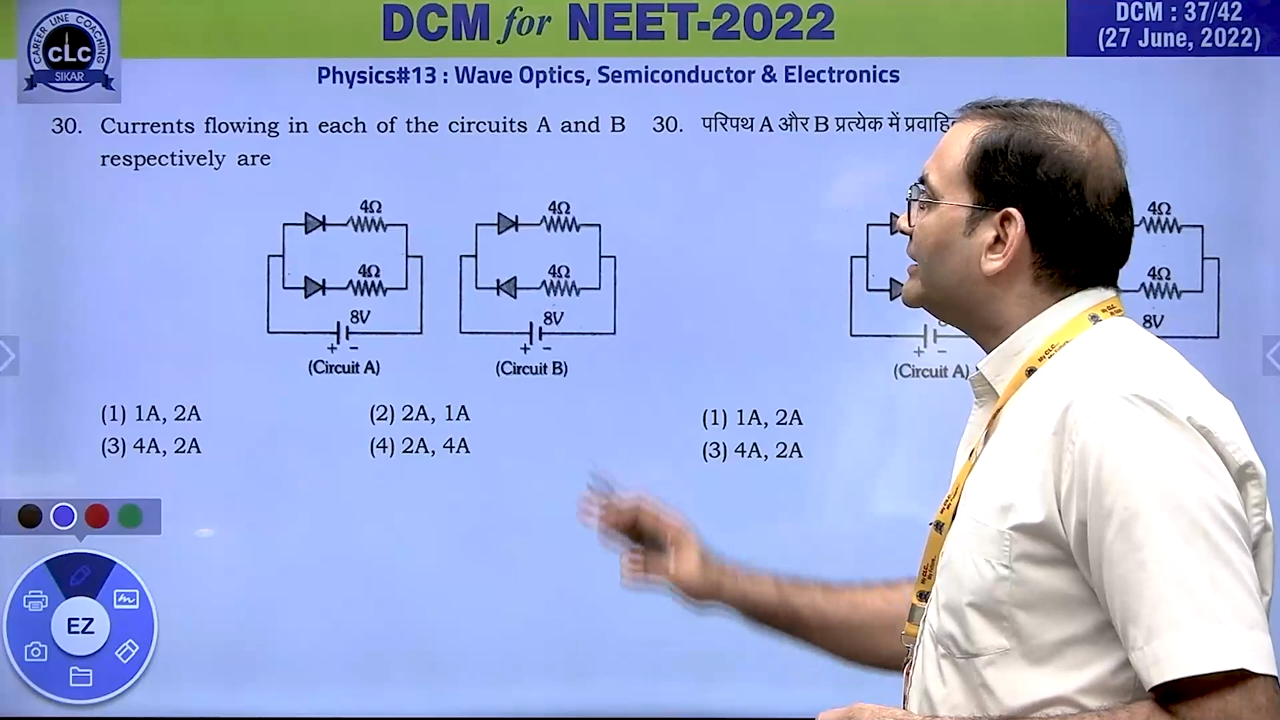 CAREER LINE COACHING
CLC
SIKAR
DCM for NEET-2022
DCM : 37/42
(27 June, 2022)
Physics#13 : Wave Optics, Semiconductor & Electronics
30. Currents flowing in each of the circuits A and B
respectively are
4Ω
4Ω
8V
+ -
(Circuit A)
4Ω
4Ω
8V
+ -
(Circuit B)
(1) 1A, 2A
(2) 2A, 1A
(3) 4A, 2A
(4) 2A, 4A
30. परिपथ A और B प्रत्येक में
4Ω
4Ω
8V
+ -
(Circuit A)
(1) 1A, 2A
(3) 4A, 2A
EZ